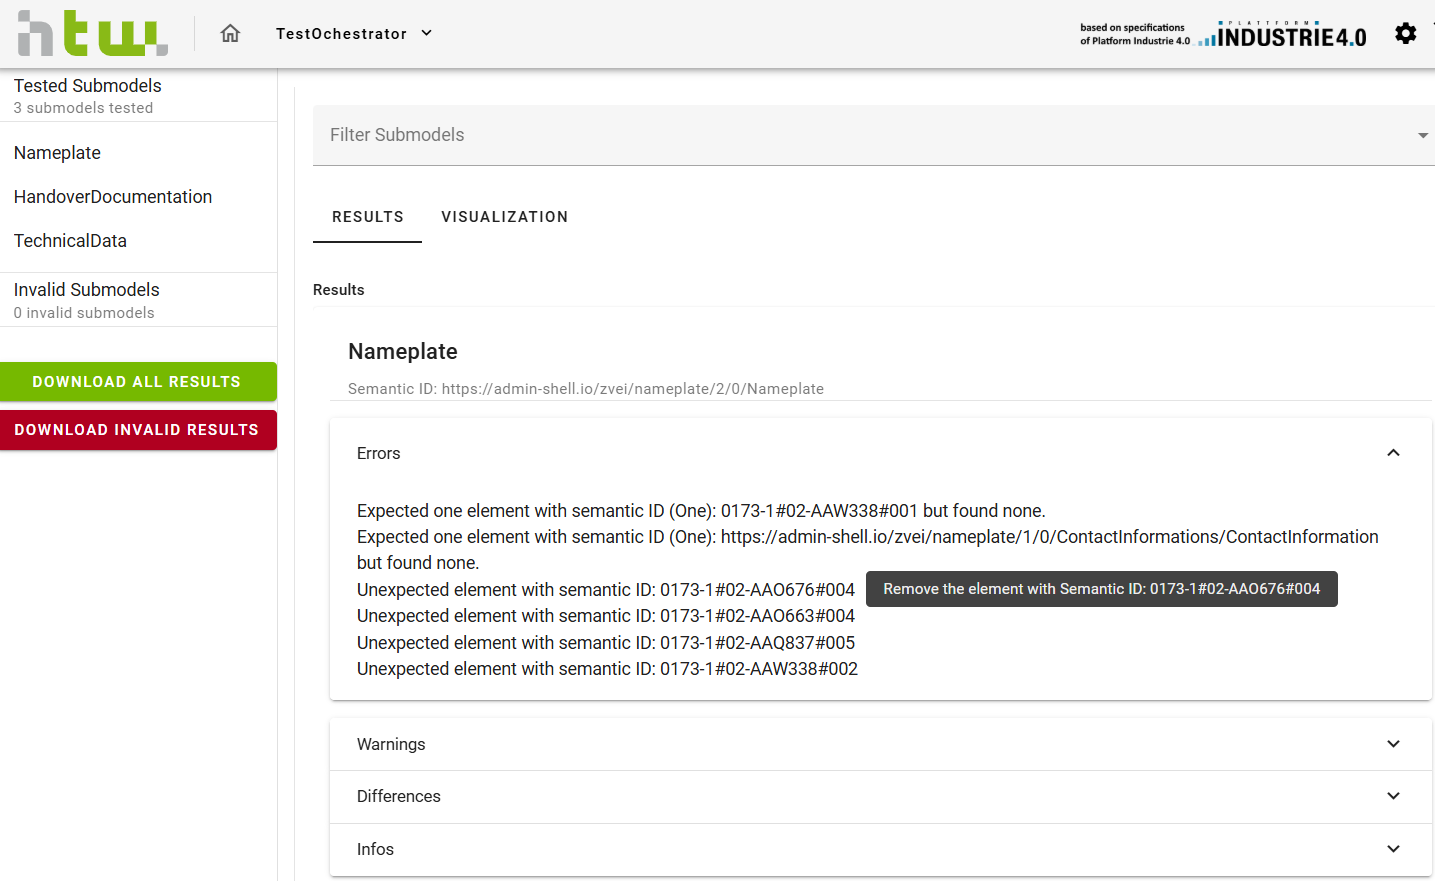 htw.
TestOchestrator
based on specifications
of Platform Industrie 4.0
PLATTFORM
INDUSTRIE4.0
Tested Submodels
3 submodels tested
Nameplate
HandoverDocumentation
TechnicalData
Invalid Submodels
0 invalid submodels
DOWNLOAD ALL RESULTS
DOWNLOAD INVALID RESULTS
Filter Submodels
RESULTS
VISUALIZATION
Results
Nameplate
Semantic ID: https://admin-shell.io/zvei/nameplate/2/0/Nameplate
Errors
Expected one element with semantic ID (One): 0173-1#02-AAW338#001 but found none.
Expected one element with semantic ID (One): https://admin-shell.io/zvei/nameplate/1/0/ContactInformations/ContactInformation
but found none.
Unexpected element with semantic ID: 0173-1#02-AAO676#004
Remove the element with Semantic ID: 0173-1#02-AAO676#004
Unexpected element with semantic ID: 0173-1#02-AAO663#004
Unexpected element with semantic ID: 0173-1#02-AAQ837#005
Unexpected element with semantic ID: 0173-1#02-AAW338#002
Warnings
Differences
Infos